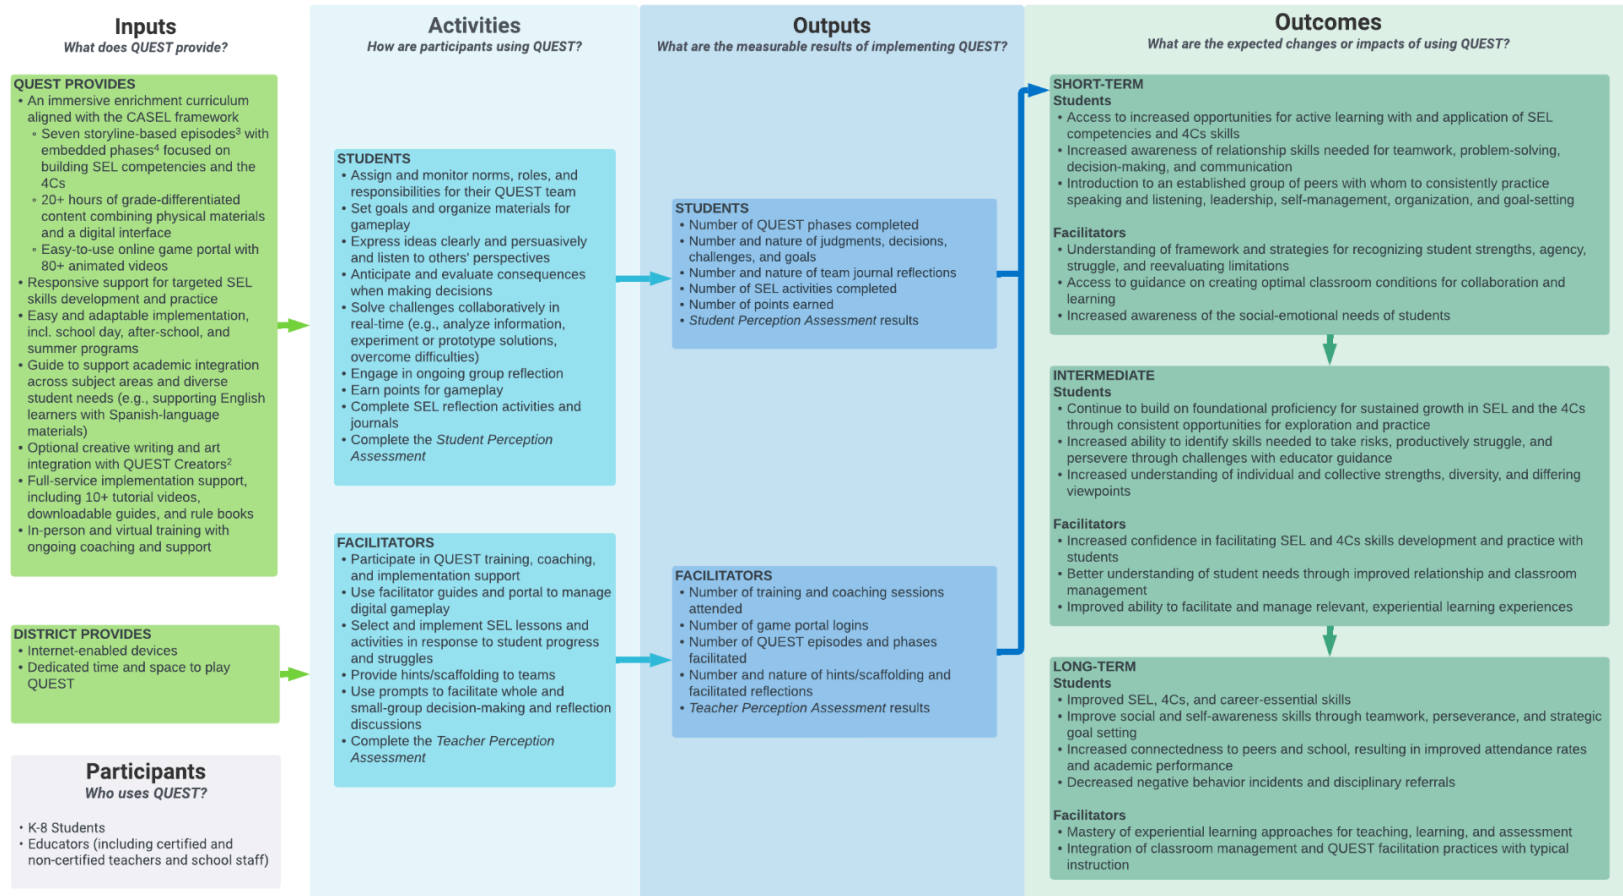 Inputs
What does QUEST provide?
QUEST PROVIDES
• An immersive enrichment curriculum
aligned with the CASEL framework
◦ Seven storyline-based episodes³ with
embedded phases⁴ focused on
building SEL competencies and the
4Cs
◦ 20+ hours of grade-differentiated
content combining physical materials
and a digital interface
◦ Easy-to-use online game portal with
80+ animated videos
• Responsive support for targeted SEL
skills development and practice
• Easy and adaptable implementation,
incl. school day, after-school, and
summer programs
• Guide to support academic integration
across subject areas and diverse
student needs (e.g., supporting English
learners with Spanish-language
materials)
• Optional creative writing and art
integration with QUEST Creators²
• Full-service implementation support,
including 10+ tutorial videos,
downloadable guides, and rule books
• In-person and virtual training with
ongoing coaching and support
DISTRICT PROVIDES
• Internet-enabled devices
• Dedicated time and space to play
QUEST
Participants
Who uses QUEST?
• K-8 Students
• Educators (including certified and
non-certified teachers and school staff)
Activities
How are participants using QUEST?
STUDENTS
• Assign and monitor norms, roles, and
responsibilities for their QUEST team
• Set goals and organize materials for
gameplay
• Express ideas clearly and persuasively
and listen to others' perspectives
• Anticipate and evaluate consequences
when making decisions
• Solve challenges collaboratively in
real-time (e.g., analyze information,
experiment or prototype solutions,
overcome difficulties)
• Engage in ongoing group reflection
• Earn points for gameplay
• Complete SEL reflection activities and
journals
• Complete the Student Perception
Assessment
FACILITATORS
• Participate in QUEST training, coaching,
and implementation support
• Use facilitator guides and portal to manage
digital gameplay
• Select and implement SEL lessons and
activities in response to student progress
and struggles
• Provide hints/scaffolding to teams
• Use prompts to facilitate whole and
small-group decision-making and reflection
discussions
• Complete the Teacher Perception
Assessment
Outputs
What are the measurable results of implementing QUEST?
STUDENTS
• Number of QUEST phases completed
• Number and nature of judgments, decisions,
challenges, and goals
• Number and nature of team journal reflections
• Number of SEL activities completed
• Number of points earned
• Student Perception Assessment results
FACILITATORS
• Number of training and coaching sessions
attended
• Number of game portal logins
• Number of QUEST episodes and phases
facilitated
• Number and nature of hints/scaffolding and
facilitated reflections
• Teacher Perception Assessment results
Outcomes
What are the expected changes or impacts of using QUEST?
SHORT-TERM
Students
• Access to increased opportunities for active learning with and application of SEL
competencies and 4Cs skills
• Increased awareness of relationship skills needed for teamwork, problem-solving,
decision-making, and communication
• Introduction to an established group of peers with whom to consistently practice
speaking and listening, leadership, self-management, organization, and goal-setting
Facilitators
• Understanding of framework and strategies for recognizing student strengths, agency,
struggle, and reevaluating limitations
• Access to guidance on creating optimal classroom conditions for collaboration and
learning
• Increased awareness of the social-emotional needs of students
INTERMEDIATE
Students
• Continue to build on foundational proficiency for sustained growth in SEL and the 4Cs
through consistent opportunities for exploration and practice
• Increased ability to identify skills needed to take risks, productively struggle, and
persevere through challenges with educator guidance
• Increased understanding of individual and collective strengths, diversity, and differing
viewpoints
Facilitators
• Increased confidence in facilitating SEL and 4Cs skills development and practice with
students
• Better understanding of student needs through improved relationship and classroom
management
• Improved ability to facilitate and manage relevant, experiential learning experiences
LONG-TERM
Students
• Improved SEL, 4Cs, and career-essential skills
• Improve social and self-awareness skills through teamwork, perseverance, and strategic
goal setting
• Increased connectedness to peers and school, resulting in improved attendance rates
and academic performance
• Decreased negative behavior incidents and disciplinary referrals
Facilitators
• Mastery of experiential learning approaches for teaching, learning, and assessment
• Integration of classroom management and QUEST facilitation practices with typical
instruction